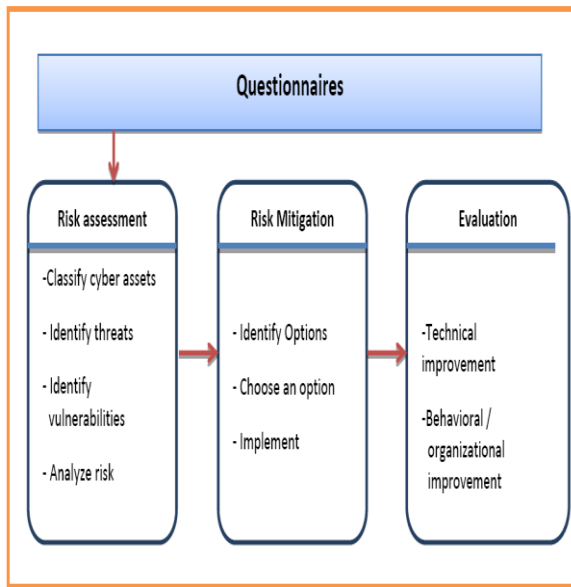 Questionnaires
Risk assessment
-Classify cyber assets
- Identify threats
- Identify
vulnerabilities
- Analyze risk
Risk Mitigation
- Identify Options
- Choose an option
- Implement
Evaluation
-Technical
improvement
-Behavioral /
organizational
improvement